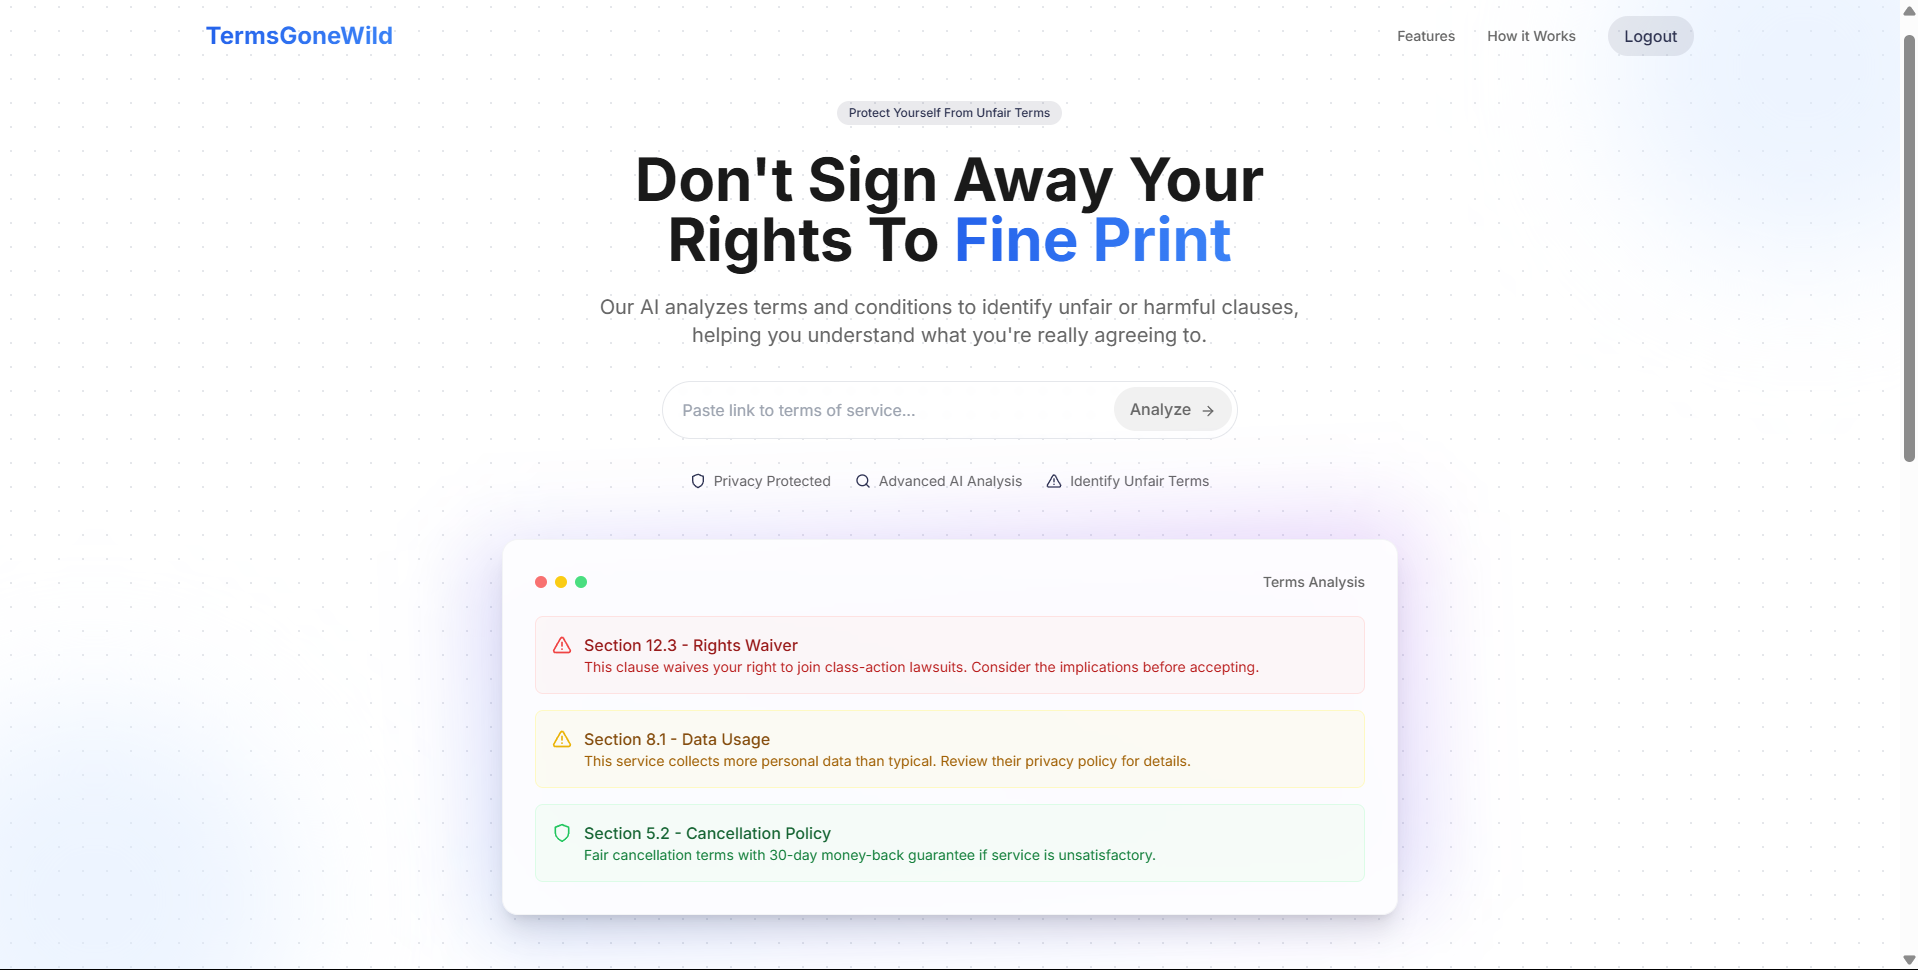 TermsGoneWild
Features
How it Works
Logout
Protect Yourself From Unfair Terms
Don't Sign Away Your
Rights To Fine Print
Our AI analyzes terms and conditions to identify unfair or harmful clauses,
helping you understand what you're really agreeing to.
Paste link to terms of service...
Analyze →
Privacy Protected
Advanced AI Analysis
Identify Unfair Terms
Terms Analysis
Section 12.3 - Rights Waiver
This clause waives your right to join class-action lawsuits. Consider the implications before accepting.
Section 8.1 - Data Usage
This service collects more personal data than typical. Review their privacy policy for details.
Section 5.2 - Cancellation Policy
Fair cancellation terms with 30-day money-back guarantee if service is unsatisfactory.